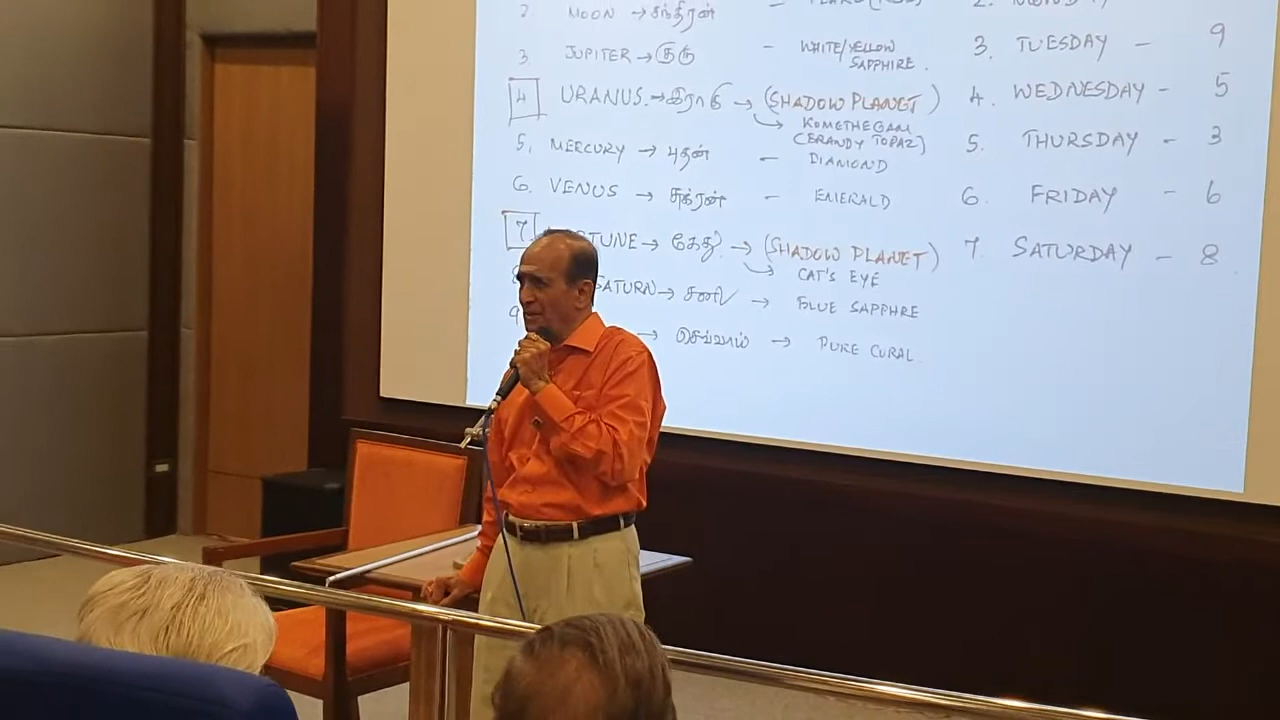 2. MOON → சந்திரன் –
3. JUPITER → குரு – WHITE/YELLOW SAPPHIRE.
4 URANUS. → இராகு → (SHADOW PLANET)
KOMETHEGAM
(BRANDY TOPAZ)
5. MERCURY → புதன் – DIAMOND
6. VENUS → சுக்ரன் – EMERALD
7 → கேது. → (SHADOW PLANET)
CAT'S EYE
SATURN → சனி → BLUE SAPPHRE
9 → செவ்வாய் → PURE CURAL.
2.
3. TUESDAY – 9
4. WEDNESDAY – 5
5. THURSDAY – 3
6. FRIDAY – 6
7. SATURDAY – 8